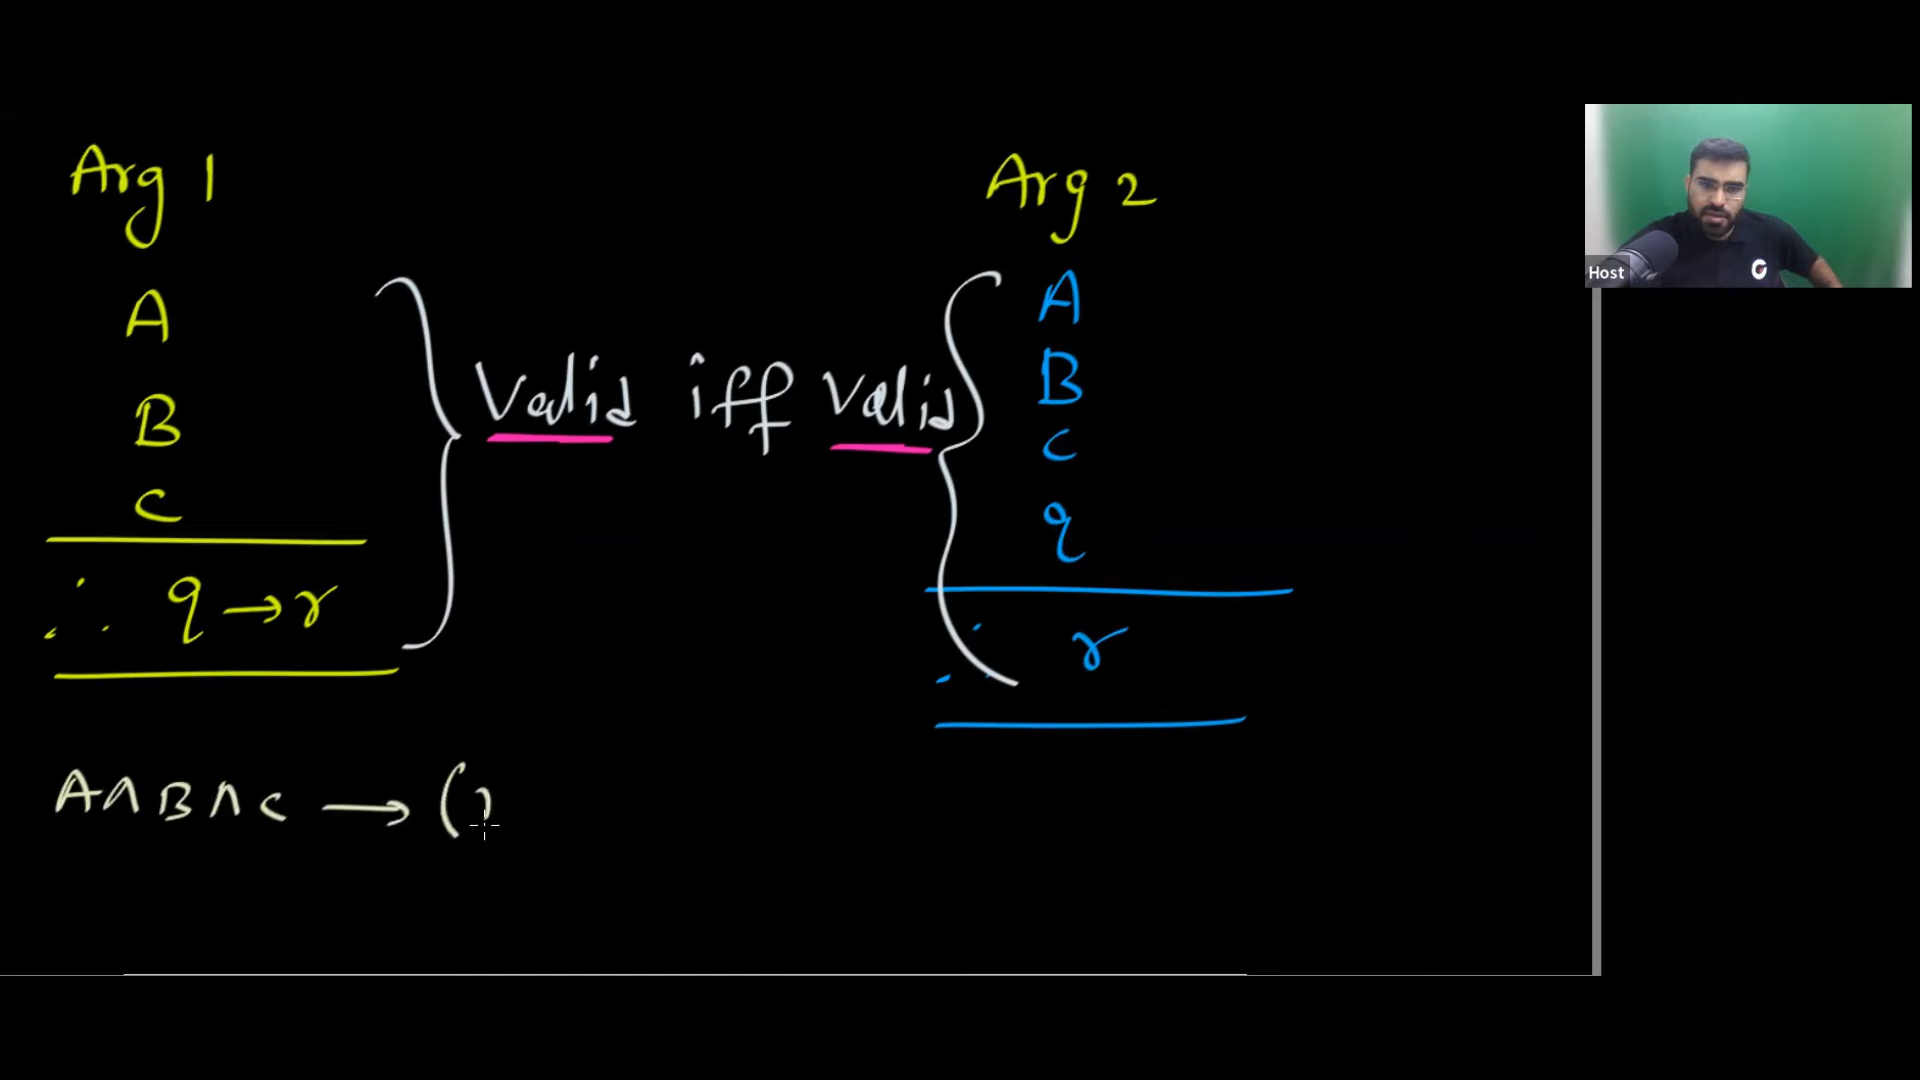 Arg 1
A
B
C
∴ q → r
Valid iff valid
Arg 2
A
B
C
q
∴ r
A ∧ B ∧ C → (
Host